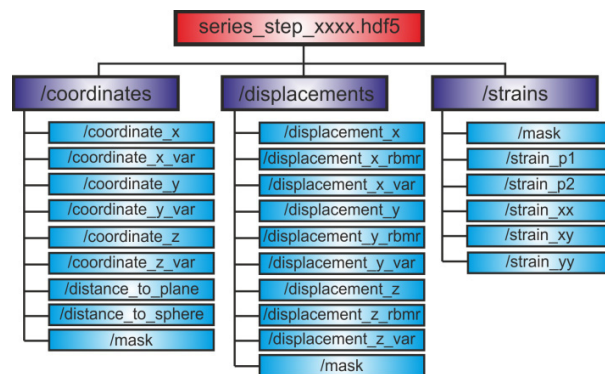 series_step_xxxx.hdf5
/coordinates
/coordinate_x
/coordinate_x_var
/coordinate_y
/coordinate_y_var
/coordinate_z
/coordinate_z_var
/distance_to_plane
/distance_to_sphere
/mask
/displacements
/displacement_x
/displacement_x_rbmr
/displacement_x_var
/displacement_y
/displacement_y_rbmr
/displacement_y_var
/displacement_z
/displacement_z_rbmr
/displacement_z_var
/mask
/strains
/mask
/strain_p1
/strain_p2
/strain_xx
/strain_xy
/strain_yy